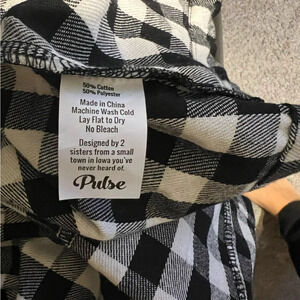 50% Cotton
50% Polyester
Made in China
Machine Wash Cold
Lay Flat to Dry
No Bleach
Designed by 2
sisters from a small
town in Iowa you've
never heard of.
Pulse